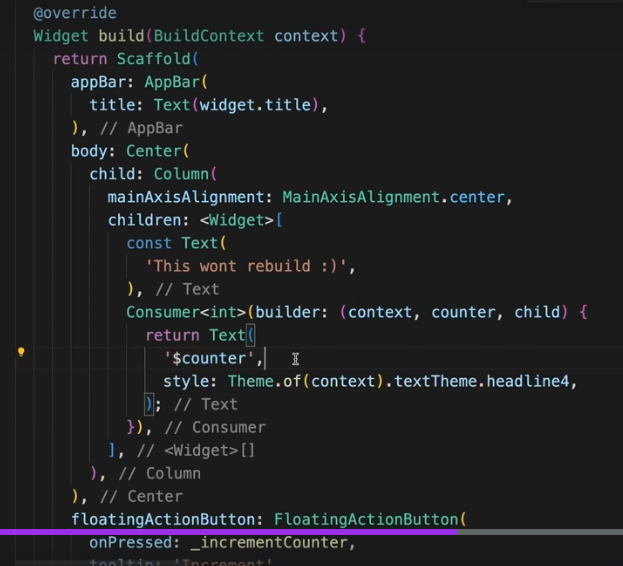 @override
Widget build(BuildContext context) {
return Scaffold(
appBar: AppBar(
title: Text(widget.title),
), // AppBar
body: Center(
child: Column(
mainAxisAlignment: MainAxisAlignment.center,
children: <Widget>[
const Text(
'This wont rebuild :)',
), // Text
Consumer<int>(builder: (context, counter, child) {
return Text(
'$counter',
style: Theme.of(context).textTheme.headline4,
); // Text
}), // Consumer
], // <Widget>[]
), // Column
), // Center
floatingActionButton: FloatingActionButton(
onPressed: _incrementCounter,
tooltip: 'Increment'